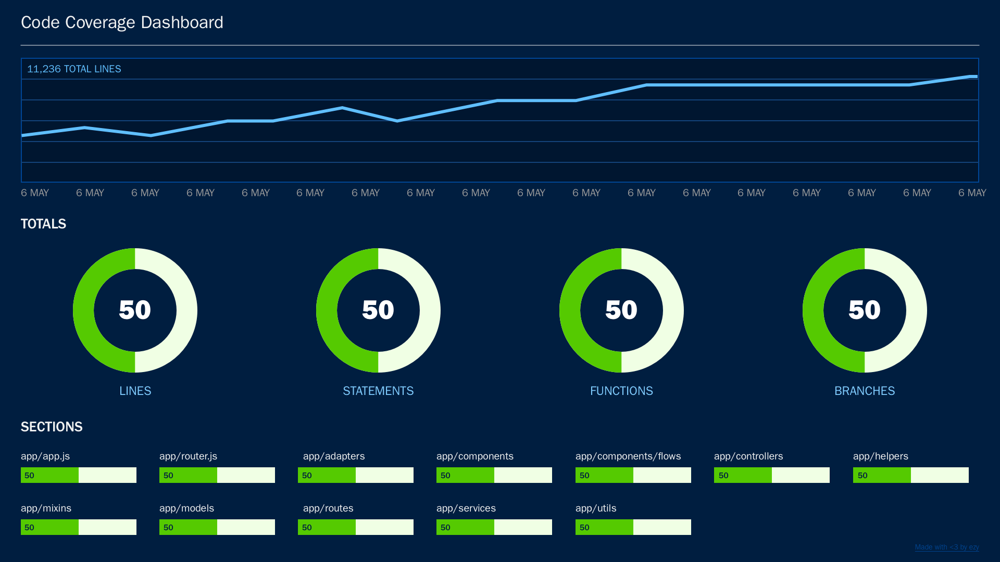 Code Coverage Dashboard
11,236 TOTAL LINES
6 MAY 6 MAY 6 MAY 6 MAY 6 MAY 6 MAY 6 MAY 6 MAY 6 MAY 6 MAY 6 MAY 6 MAY 6 MAY 6 MAY 6 MAY 6 MAY 6 MAY 6 MAY
TOTALS
50 50 50 50
LINES STATEMENTS FUNCTIONS BRANCHES
SECTIONS
app/app.js app/router.js app/adapters app/components app/components/flows app/controllers app/helpers
50 50 50 50 50 50 50
app/mixins app/models app/routes app/services app/utils
50 50 50 50 50
Made with <3 by ezy